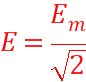 E = E_m / √2